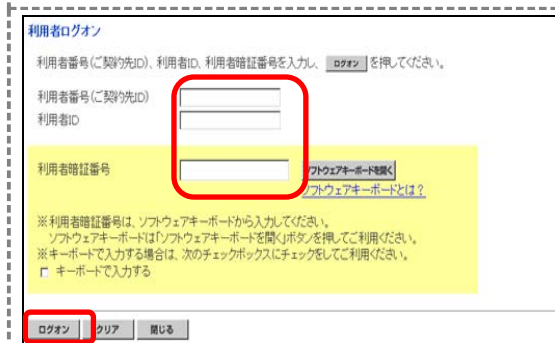 利用者ログオン
利用者番号(ご契約先ID)、利用者ID、利用者暗証番号を入力し、 ログオン を押してください。
利用者番号(ご契約先ID)
利用者ID
利用者暗証番号 ソフトウェアキーボードを開く
ソフトウェアキーボードとは？
※利用者暗証番号は、ソフトウェアキーボードから入力してください。
ソフトウェアキーボードは「ソフトウェアキーボードを開く」ボタンを押してご利用ください。
※キーボードで入力する場合は、次のチェックボックスにチェックをしてご利用ください。
キーボードで入力する
ログオン クリア 閉じる